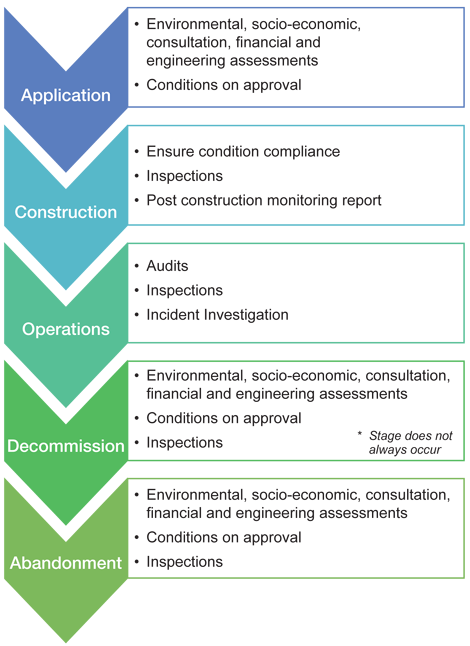 Application
• Environmental, socio-economic,
consultation, financial and
engineering assessments
• Conditions on approval
Construction
• Ensure condition compliance
• Inspections
• Post construction monitoring report
Operations
• Audits
• Inspections
• Incident Investigation
Decommission
• Environmental, socio-economic, consultation,
financial and engineering assessments
• Conditions on approval
• Inspections
* Stage does not
always occur
Abandonment
• Environmental, socio-economic, consultation,
financial and engineering assessments
• Conditions on approval
• Inspections